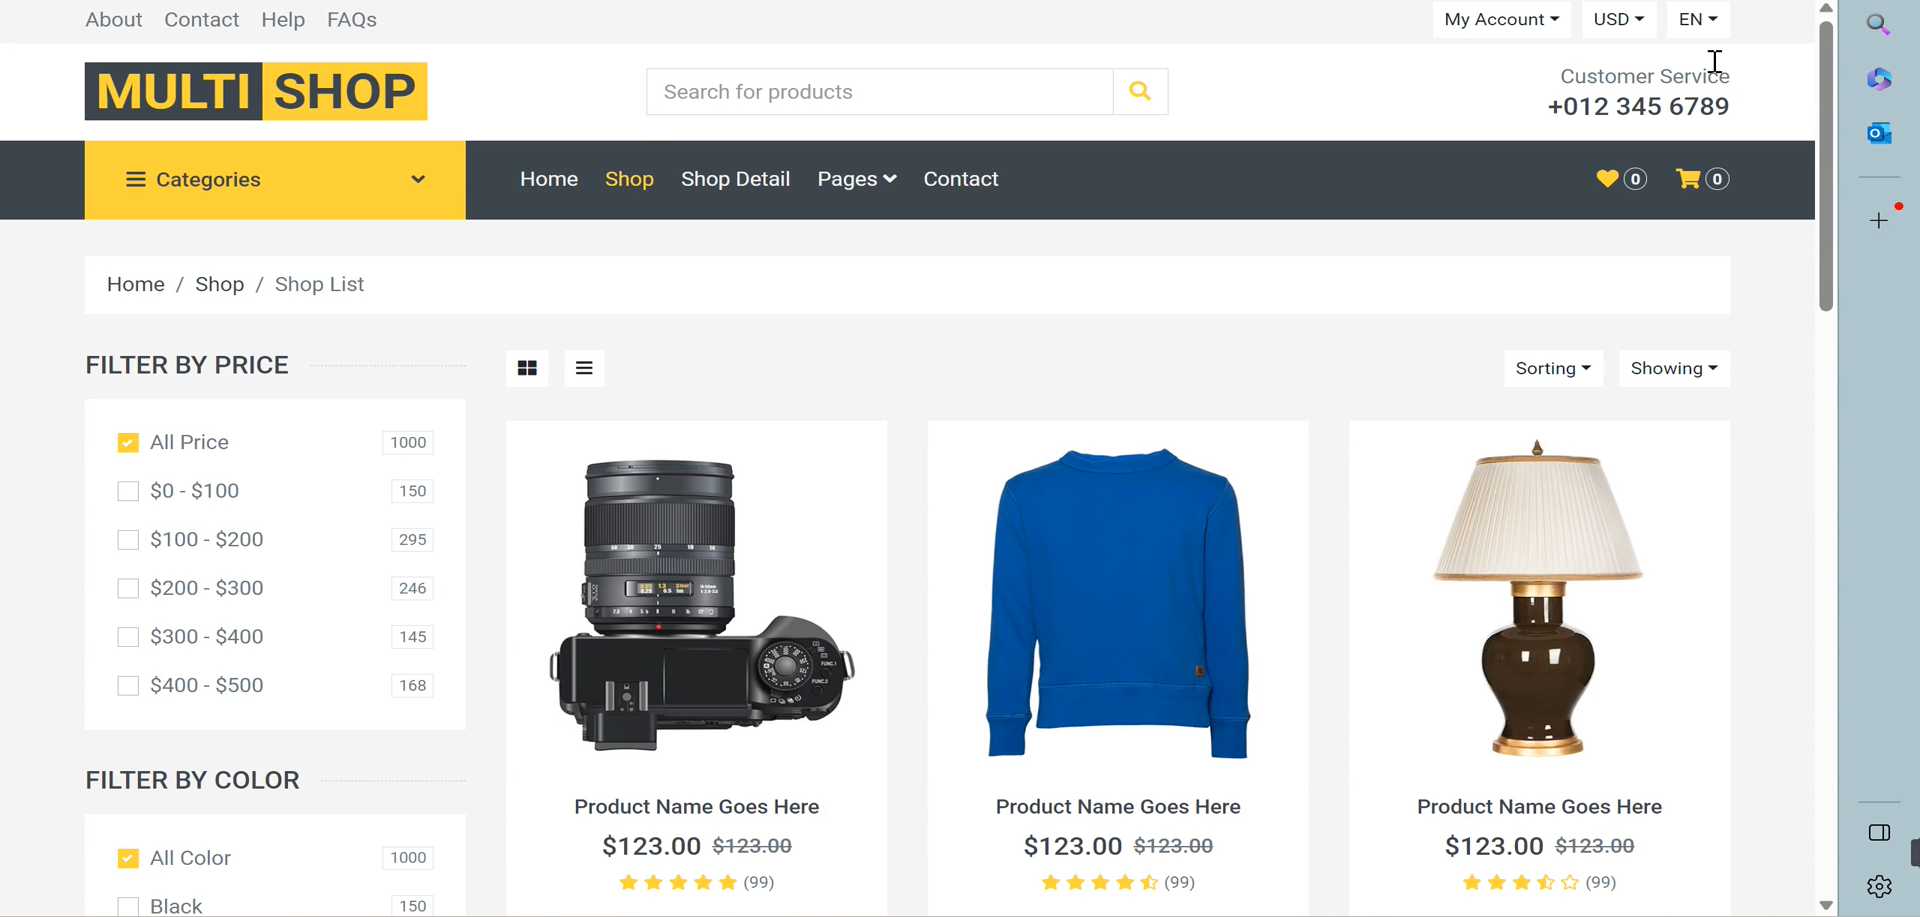 About Contact Help FAQs
My Account USD EN
MULTI SHOP
Search for products
Customer Service
+012 345 6789
Categories
Home Shop Shop Detail Pages Contact
0 0
Home / Shop / Shop List
FILTER BY PRICE
All Price 1000
$0 - $100 150
$100 - $200 295
$200 - $300 246
$300 - $400 145
$400 - $500 168
FILTER BY COLOR
All Color 1000
Black 150
Sorting Showing
FUNC.1
FUNC.2
Product Name Goes Here
$123.00 $123.00
(99)
Product Name Goes Here
$123.00 $123.00
(99)
Product Name Goes Here
$123.00 $123.00
(99)